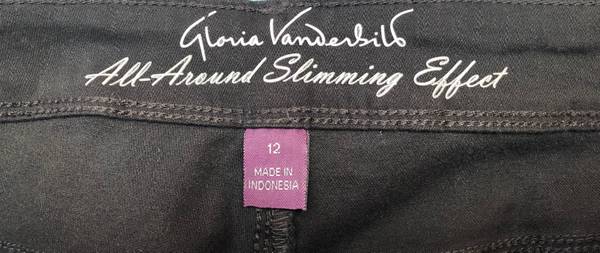 Gloria Vanderbilt
All-Around Slimming Effect
12
MADE IN
INDONESIA